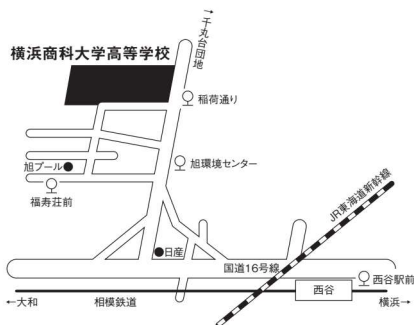 →千丸台団地
横浜商科大学高等学校
稲荷通り
旭プール
旭環境センター
福寿荘前
JR東海道新幹線
日産
国道16号線
西谷駅前
←大和
相模鉄道
西谷
横浜→